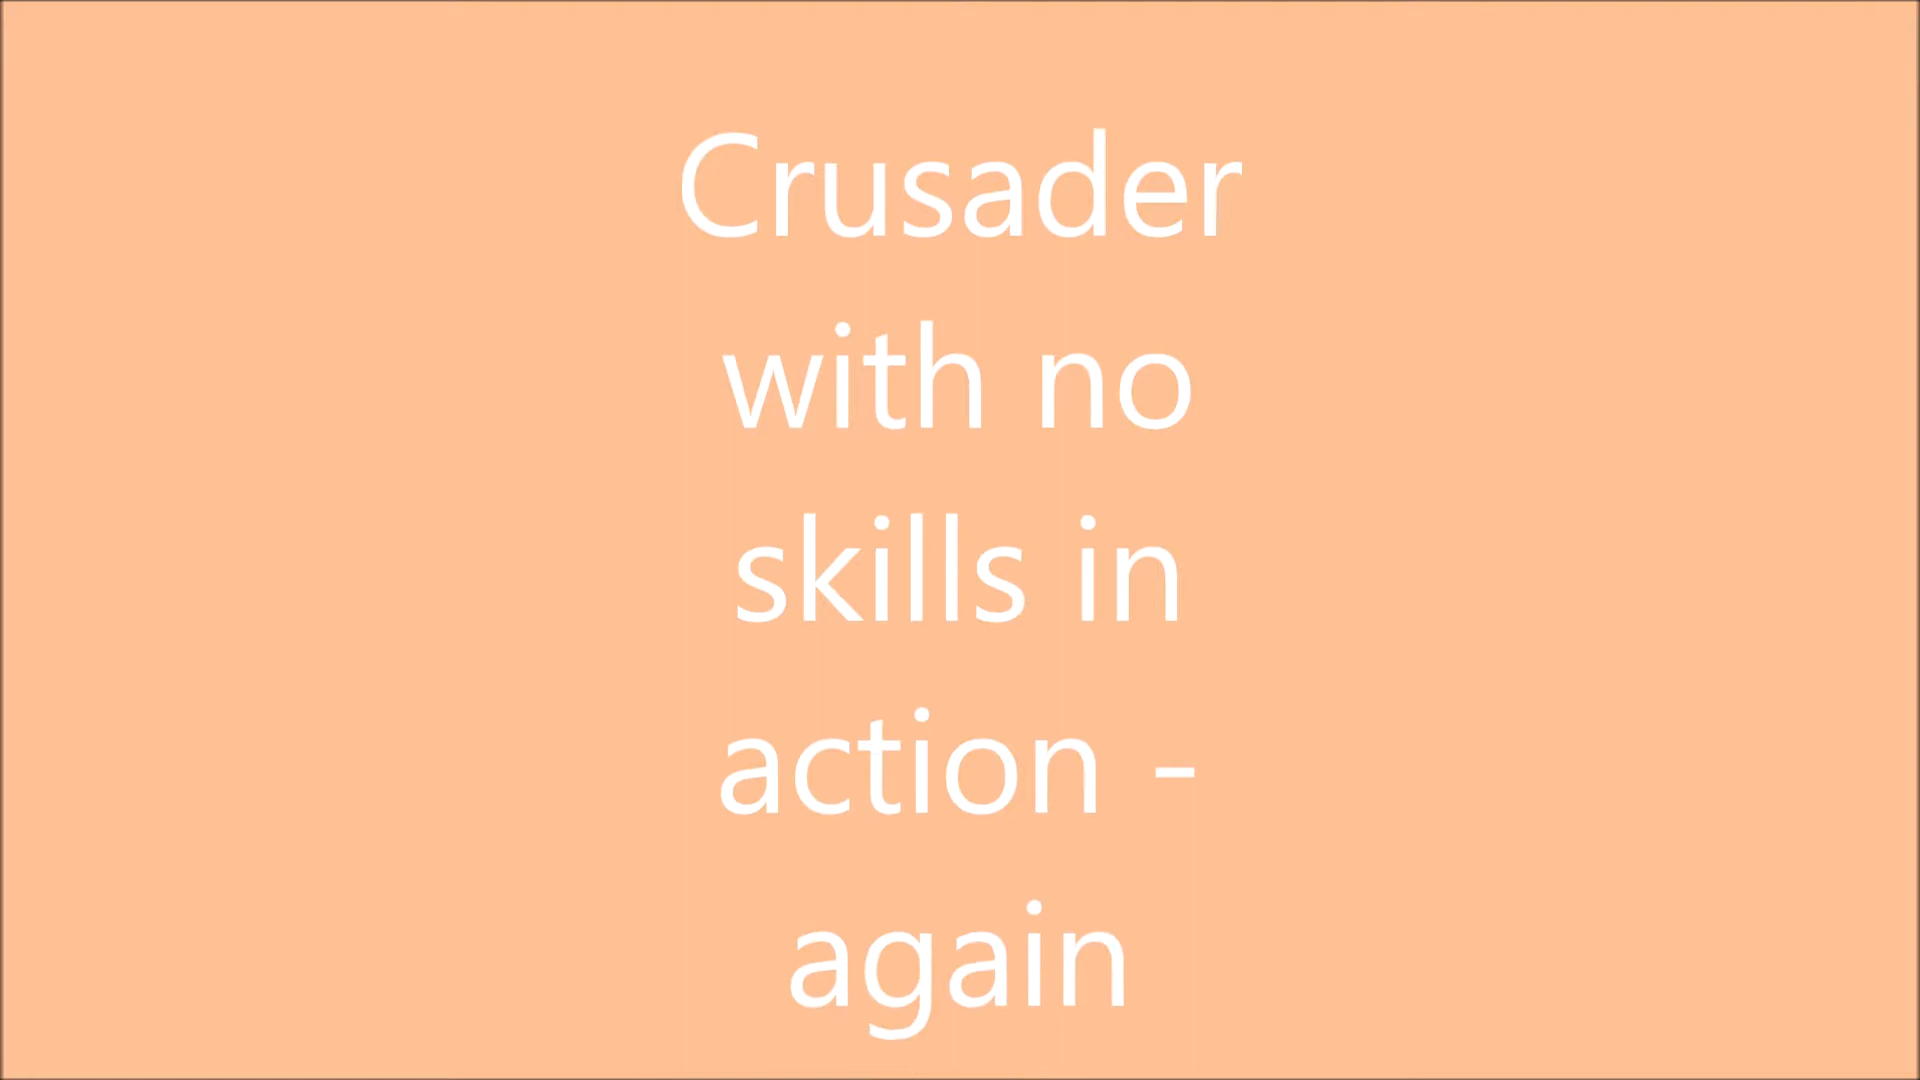 Crusader
with no
skills in
action -
again